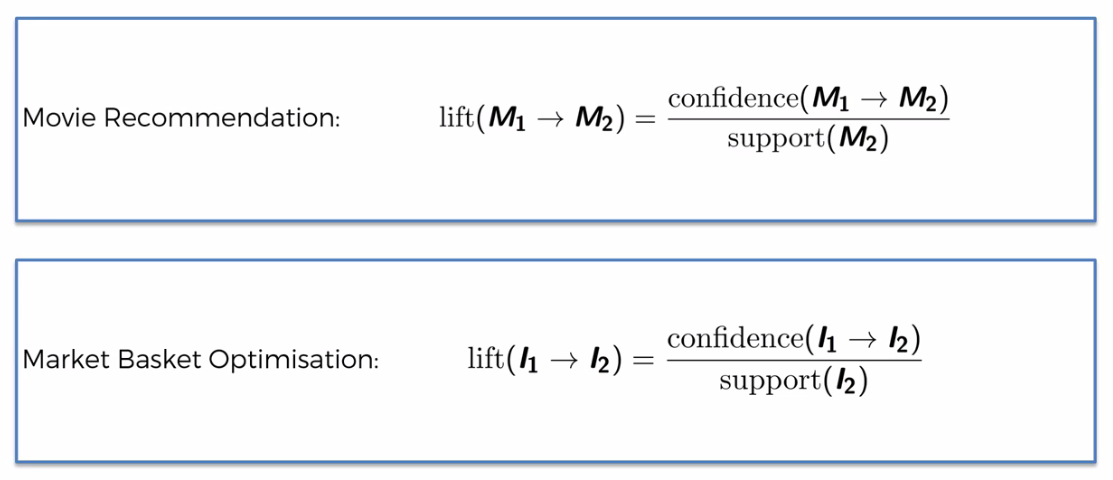 Movie Recommendation: lift(M₁ → M₂) = confidence(M₁ → M₂) / support(M₂)
Market Basket Optimisation: lift(I₁ → I₂) = confidence(I₁ → I₂) / support(I₂)